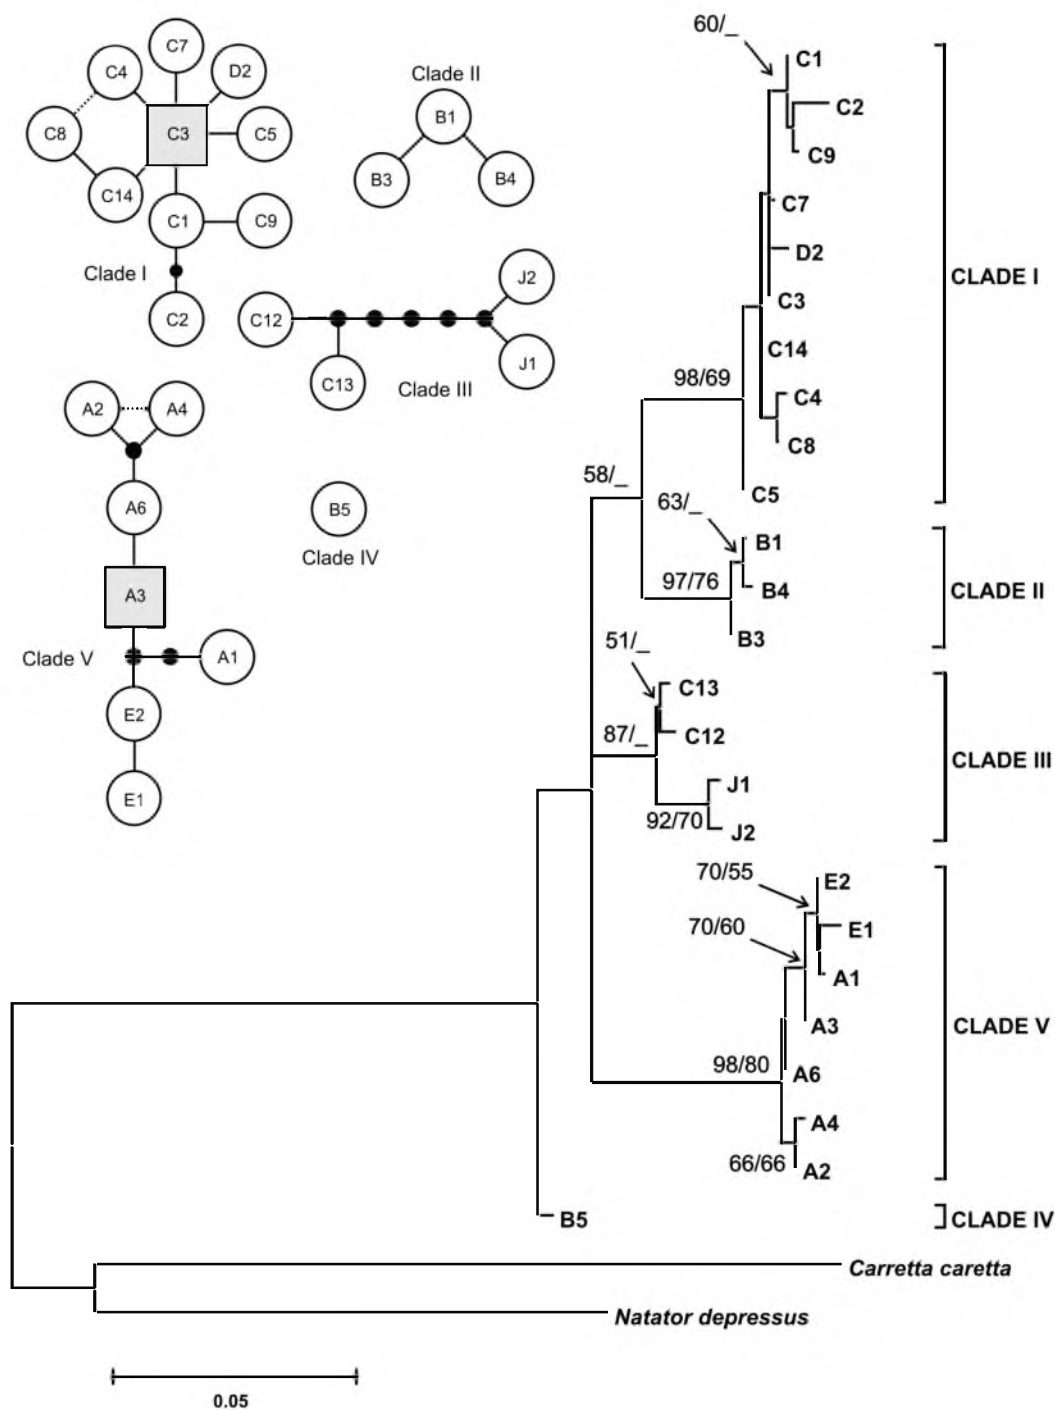 C7
C4
D2
C8
C3
C5
C14
C1
C9
Clade I
C2
Clade II
B1
B3
B4
J2
C12
C13
J1
Clade III
A2
A4
A6
B5
Clade IV
A3
Clade V
A1
E2
E1
60/_
C1
C2
C9
C7
D2
C3
C14
98/69
C4
C8
C5
CLADE I
58/_
63/_
B1
97/76
B4
B3
CLADE II
51/_
C13
87/_
C12
J1
92/70
J2
CLADE III
70/55
E2
70/60
E1
A1
A3
98/80
A6
A4
66/66
A2
CLADE V
B5
CLADE IV
Carretta caretta
Natator depressus
0.05